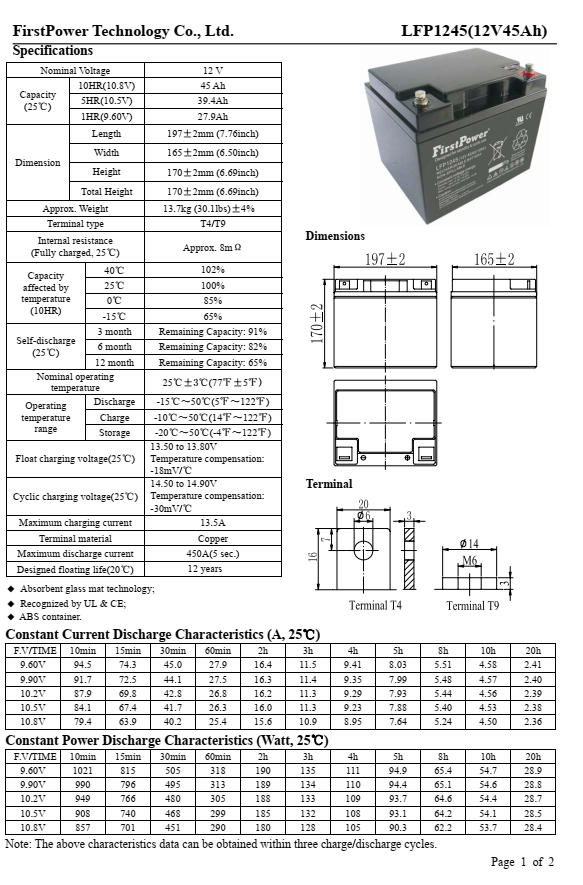 FirstPower Technology Co., Ltd. LFP1245(12V45Ah)
Specifications
Nominal Voltage 12 V
Capacity (25℃) 10HR(10.8V) 45 Ah
5HR(10.5V) 39.4Ah
1HR(9.60V) 27.9Ah
Dimension Length 197±2mm (7.76inch)
Width 165±2mm (6.50inch)
Height 170±2mm (6.69inch)
Total Height 170±2mm (6.69inch)
Approx. Weight 13.7kg (30.1lbs)±4%
Terminal type T4/T9
Internal resistance (Fully charged, 25℃) Approx. 8mΩ
Capacity affected by temperature (10HR) 40℃ 102%
25℃ 100%
0℃ 85%
-15℃ 65%
Self-discharge (25℃) 3 month Remaining Capacity: 91%
6 month Remaining Capacity: 82%
12 month Remaining Capacity: 65%
Nominal operating temperature 25℃±3℃(77℉±5℉)
Operating temperature range Discharge -15℃～50℃(5℉～122℉)
Charge -10℃～50℃(14℉～122℉)
Storage -20℃～50℃(-4℉～122℉)
Float charging voltage(25℃) 13.50 to 13.80V
Temperature compensation:
-18mV/℃
Cyclic charging voltage(25℃) 14.50 to 14.90V
Temperature compensation:
-30mV/℃
Maximum charging current 13.5A
Terminal material Copper
Maximum discharge current 450A(5 sec.)
Designed floating life(20℃) 12 years
◆ Absorbent glass mat technology;
◆ Recognized by UL & CE;
◆ ABS container.
FirstPower
LFP1245
Dimensions
197±2 165±2
170±2
Terminal
20
ø6 3
7
16
ø14
M6
3
Terminal T4 Terminal T9
Constant Current Discharge Characteristics (A, 25℃)
F.V/TIME 10min 15min 30min 60min 2h 3h 4h 5h 8h 10h 20h
9.60V 94.5 74.3 45.0 27.9 16.4 11.5 9.41 8.03 5.51 4.58 2.41
9.90V 91.7 72.5 44.1 27.5 16.3 11.4 9.35 7.99 5.48 4.57 2.40
10.2V 87.9 69.8 42.8 26.8 16.2 11.3 9.29 7.93 5.44 4.56 2.39
10.5V 84.1 67.4 41.7 26.3 16.0 11.3 9.23 7.88 5.40 4.53 2.38
10.8V 79.4 63.9 40.2 25.4 15.6 10.9 8.95 7.64 5.24 4.50 2.36
Constant Power Discharge Characteristics (Watt, 25℃)
F.V/TIME 10min 15min 30min 60min 2h 3h 4h 5h 8h 10h 20h
9.60V 1021 815 505 318 190 135 111 94.9 65.4 54.7 28.9
9.90V 990 796 495 313 189 134 110 94.4 65.1 54.6 28.8
10.2V 949 766 480 305 188 133 109 93.7 64.6 54.4 28.7
10.5V 908 740 468 299 185 132 108 93.1 64.2 54.1 28.5
10.8V 857 701 451 290 180 128 105 90.3 62.2 53.7 28.4
Note: The above characteristics data can be obtained within three charge/discharge cycles.
Page 1 of 2